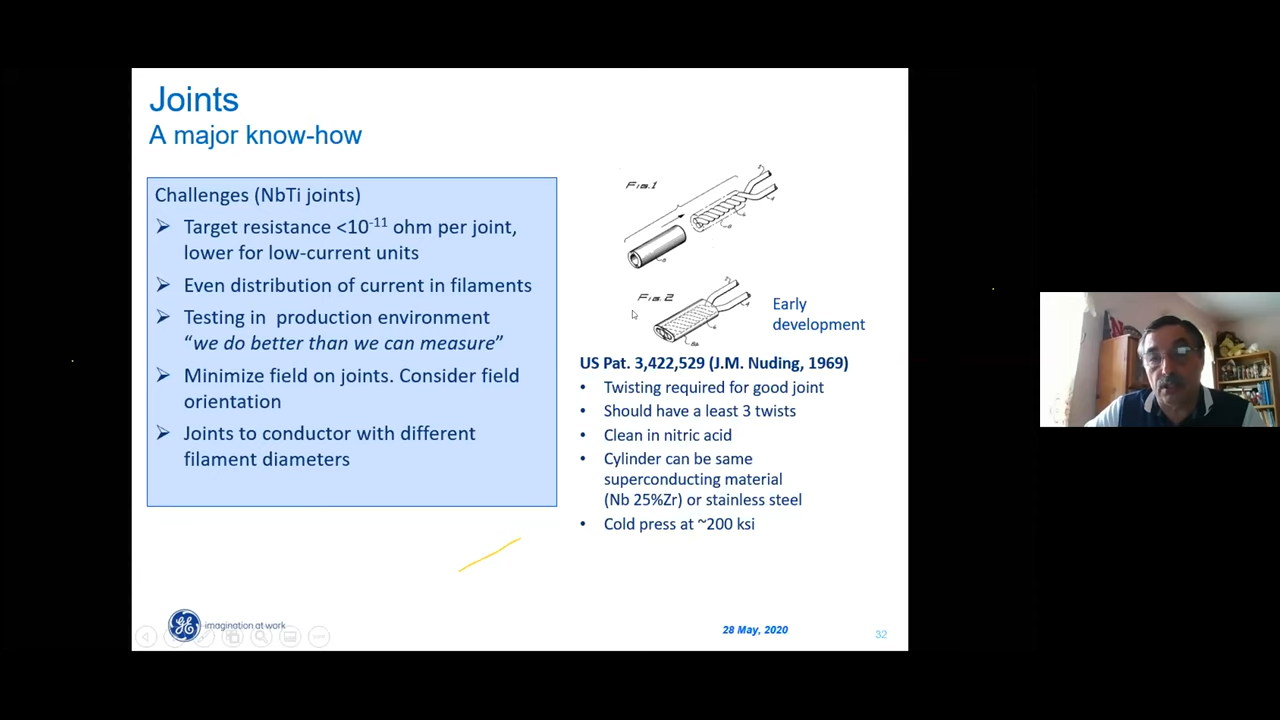 Joints
A major know-how
Challenges (NbTi joints)
➢ Target resistance <10⁻¹¹ ohm per joint,
lower for low-current units
➢ Even distribution of current in filaments
➢ Testing in production environment
“we do better than we can measure”
➢ Minimize field on joints. Consider field
orientation
➢ Joints to conductor with different
filament diameters
Fig.1
Fig.2
Early
development
US Pat. 3,422,529 (J.M. Nuding, 1969)
• Twisting required for good joint
• Should have a least 3 twists
• Clean in nitric acid
• Cylinder can be same
superconducting material
(Nb 25%Zr) or stainless steel
• Cold press at ~200 ksi
GE
imagination at work
28 May, 2020
32